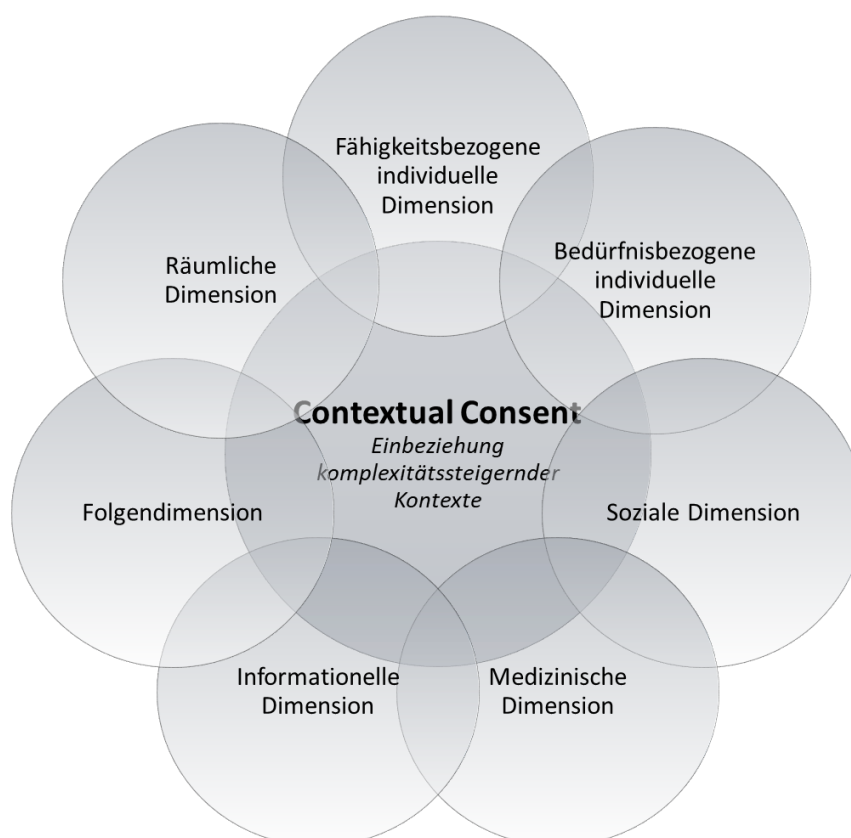 Fähigkeitsbezogene
individuelle
Dimension
Bedürfnisbezogene
individuelle
Dimension
Räumliche
Dimension
Contextual Consent
Einbeziehung
komplexitätssteigernder
Kontexte
Folgendimension
Soziale Dimension
Informationelle
Dimension
Medizinische
Dimension